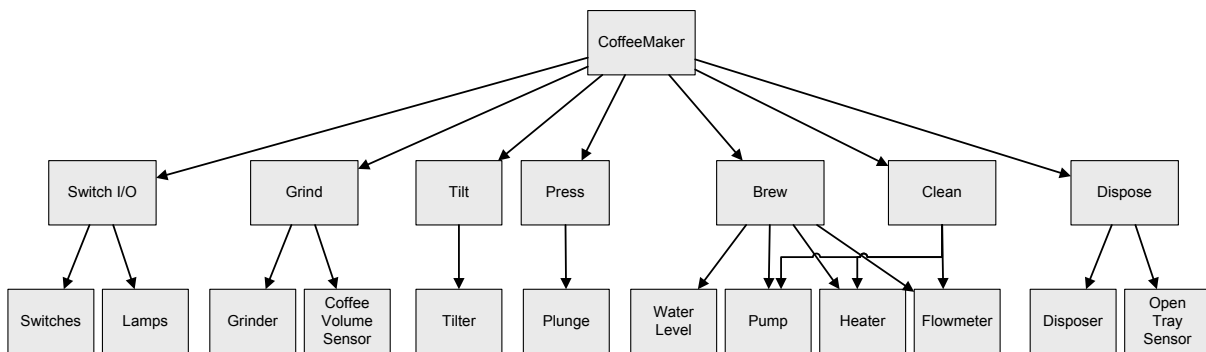 CoffeeMaker
Switch I/O
Grind
Tilt
Press
Brew
Clean
Dispose
Switches
Lamps
Grinder
Coffee
Volume
Sensor
Tilter
Plunge
Water
Level
Pump
Heater
Flowmeter
Disposer
Open
Tray
Sensor